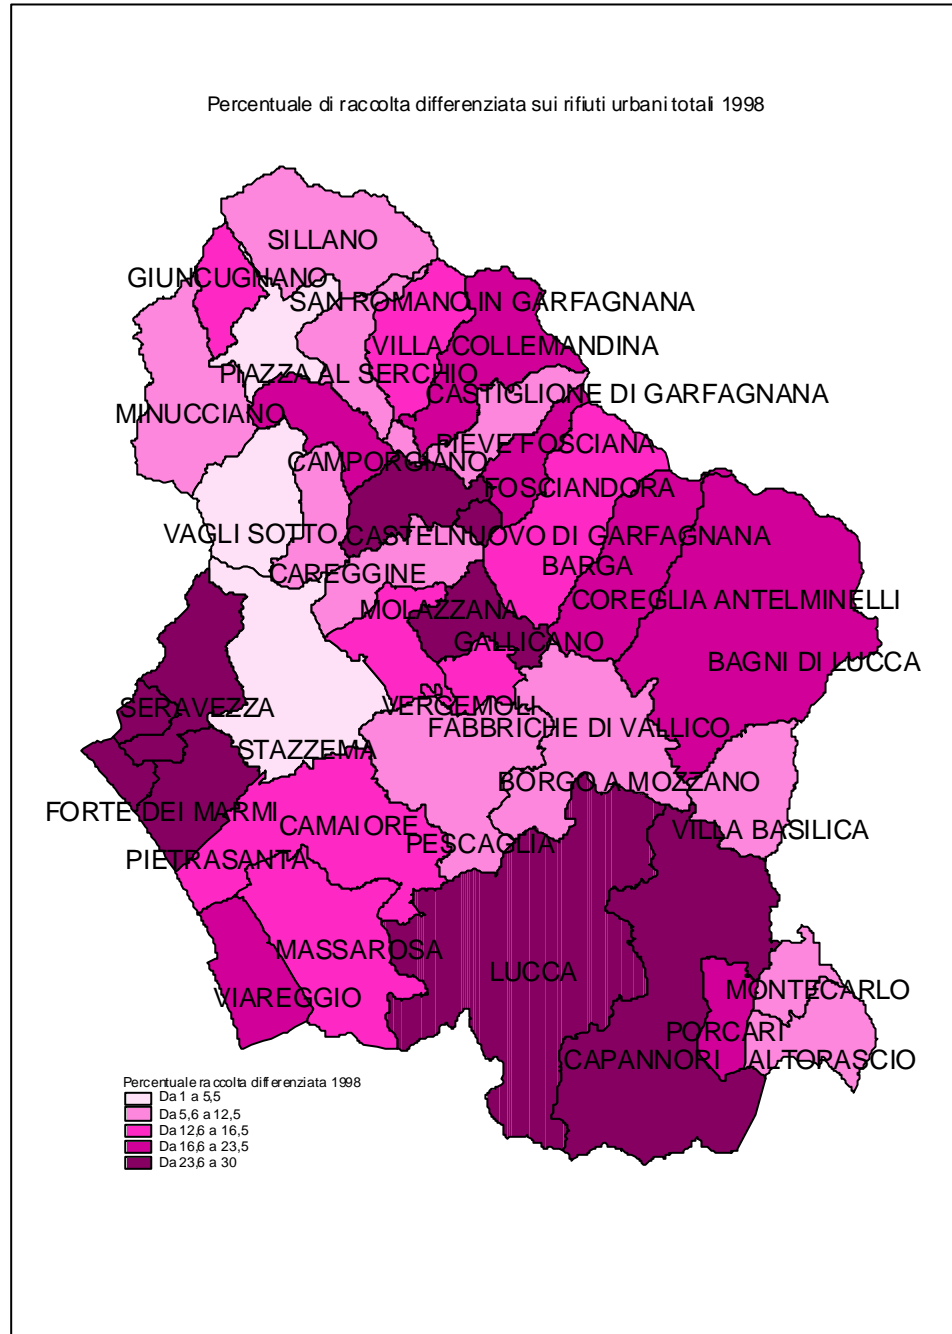 Percentuale di raccolta differenziata sui rifiuti urbani totali 1998
SILLANO
GIUNCUGNANO
SAN ROMANO IN GARFAGNANA
VILLA COLLEMANDINA
PIAZZA AL SERCHIO
CASTIGLIONE DI GARFAGNANA
MINUCCIANO
PIEVE FOSCIANA
CAMPORGIANO
FOSCIANDORA
VAGLI SOTTO
CASTELNUOVO DI GARFAGNANA
BARGA
CAREGGINE
COREGLIA ANTELMINELLI
MOLAZZANA
GALLICANO
BAGNI DI LUCCA
SERAVEZZA
VERGEMOLI
FABBRICHE DI VALLICO
STAZZEMA
BORGO A MOZZANO
FORTE DEI MARMI
CAMAIORE
VILLA BASILICA
PESCAGLIA
PIETRASANTA
MASSAROSA
LUCCA
VIAREGGIO
MONTECARLO
PORCARI
CAPANNORI
ALTORASCIO
Percentuale raccolta differenziata 1998
Da 1 a 5,5
Da 5,6 a 12,5
Da 12,6 a 16,5
Da 16,6 a 23,5
Da 23,6 a 30